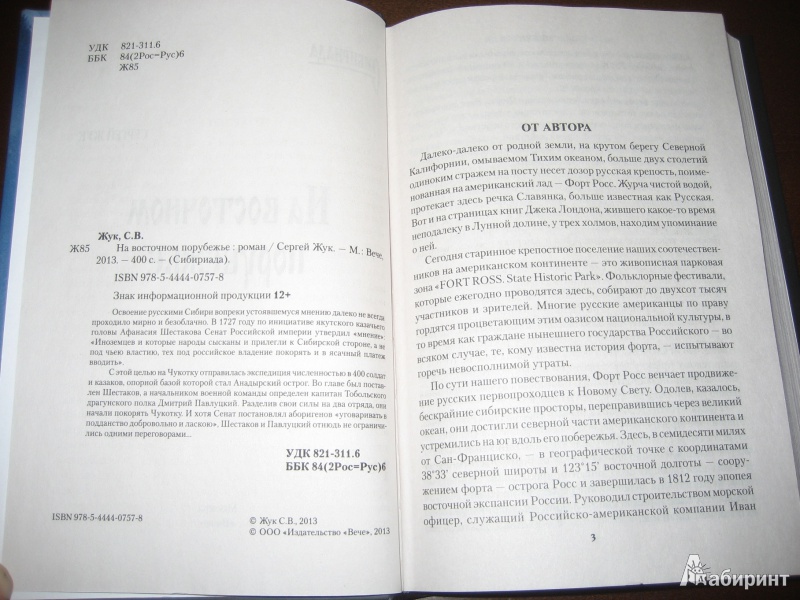 УДК 821-311.6
ББК 84(2Рос=Рус)6
Ж85
Жук, С.В.
Ж85 На восточном порубежье : роман / Сергей Жук. — М.: Вече,
2013. — 400 с. — (Сибириада).
ISBN 978-5-4444-0757-8
Знак информационной продукции 12+
Освоение русскими Сибири вопреки устоявшемуся мнению далеко не всегда
проходило мирно и безоблачно. В 1727 году по инициативе якутского казачьего
головы Афанасия Шестакова Сенат Российской империи утвердил «мнение»:
«Иноземцев и которые народы сысканы и прилегли к Сибирской стороне, а не
под чьею властию, тех под российское владение покорять и в ясачный платеж
вводить».
С этой целью на Чукотку отправилась экспедиция численностью в 400 солдат
и казаков, опорной базой которой стал Анадырский острог. Во главе был постав-
лен Шестаков, а начальником военной команды определен капитан Тобольского
драгунского полка Дмитрий Павлуцкий. Разделив свои силы на два отряда, они
начали покорять Чукотку. И хотя Сенат постановлял аборигенов «уговаривать в
подданство добровольно и ласкою», Шестаков и Павлуцкий отнюдь не ограничи-
лись одними переговорами...
УДК 821-311.6
ББК 84(2Рос=Рус)6
ISBN 978-5-4444-0757-8
© Жук С.В., 2013
© ООО «Издательство «Вече», 2013
ОТ АВТОРА
Далеко-далеко от родной земли, на крутом берегу Северной
Калифорнии, омываемом Тихим океаном, больше двух столетий
одиноким стражем на посту несет дозор русская крепость, поиме-
нованная на американский лад — Форт Росс. Журча чистой водой,
протекает здесь речка Славянка, больше известная как Русская.
Вот и на страницах книг Джека Лондона, жившего какое-то время
неподалеку в Лунной долине, у трех холмов, находим упоминание
о ней.
Сегодня старинное крепостное поселение наших соотечествен-
ников на американском континенте — это живописная парковая
зона «FORT ROSS. State Historic Park». Фольклорные фестивали,
которые ежегодно проводятся здесь, собирают до двухсот тысяч
участников и зрителей. Многие русские американцы по праву
гордятся процветающим этим оазисом национальной культуры, в
то время как граждане нынешнего государства Российского — во
всяком случае, те, кому известна история форта, — испытывают
горечь невосполнимой утраты.
По сути нашего повествования, Форт Росс венчает продвиже-
ние русских первопроходцев к Новому Свету. Одолев, казалось,
бескрайние сибирские просторы, переправившись через великий
океан, они достигли северной части американского континента и
устремились на юг вдоль его побережья. Здесь, в семидесяти милях
от Сан-Франциско, — в географической точке с координатами
38°33' северной широты и 123°15' восточной долготы — соору-
жением форта — острога Росс и завершилась в 1812 году эпопея
восточной экспансии России. Руководил строительством морской
офицер, служащий Российско-американской компании Иван
3
Лабиринт